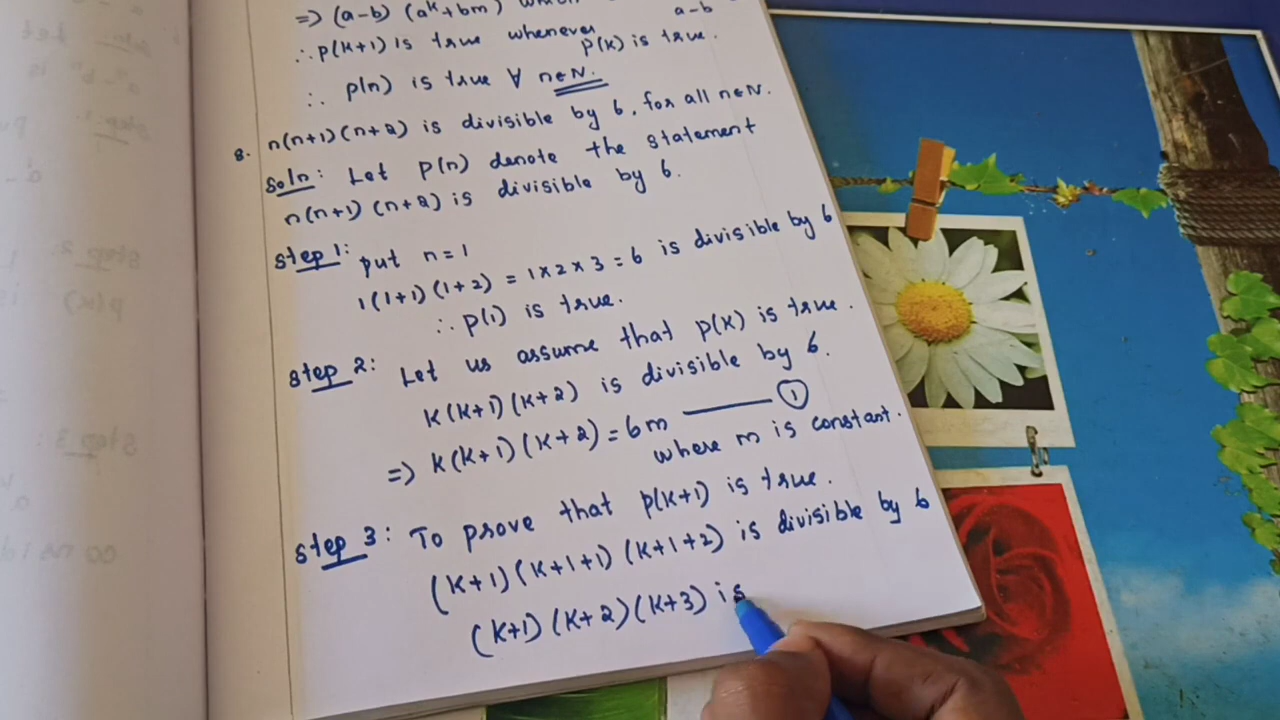 => (a-b) (aᵏ+bm) which a-b
∴ p(k+1) is true whenever p(k) is true.
∴ p(n) is true ∀ n∈N.
8. n(n+1)(n+2) is divisible by 6, for all n∈N.
soln: Let p(n) denote the statement
n(n+1)(n+2) is divisible by 6.
step 1: put n=1
1(1+1)(1+2) = 1×2×3 = 6 is divisible by 6
∴ p(1) is true.
step 2: Let us assume that p(k) is true.
k(k+1)(k+2) is divisible by 6.
=> k(k+1)(k+2) = 6m ——— ①
where m is constant.
step 3: To prove that p(k+1) is true.
(k+1)(k+1+1)(k+1+2) is divisible by 6
(k+1)(k+2)(k+3) is